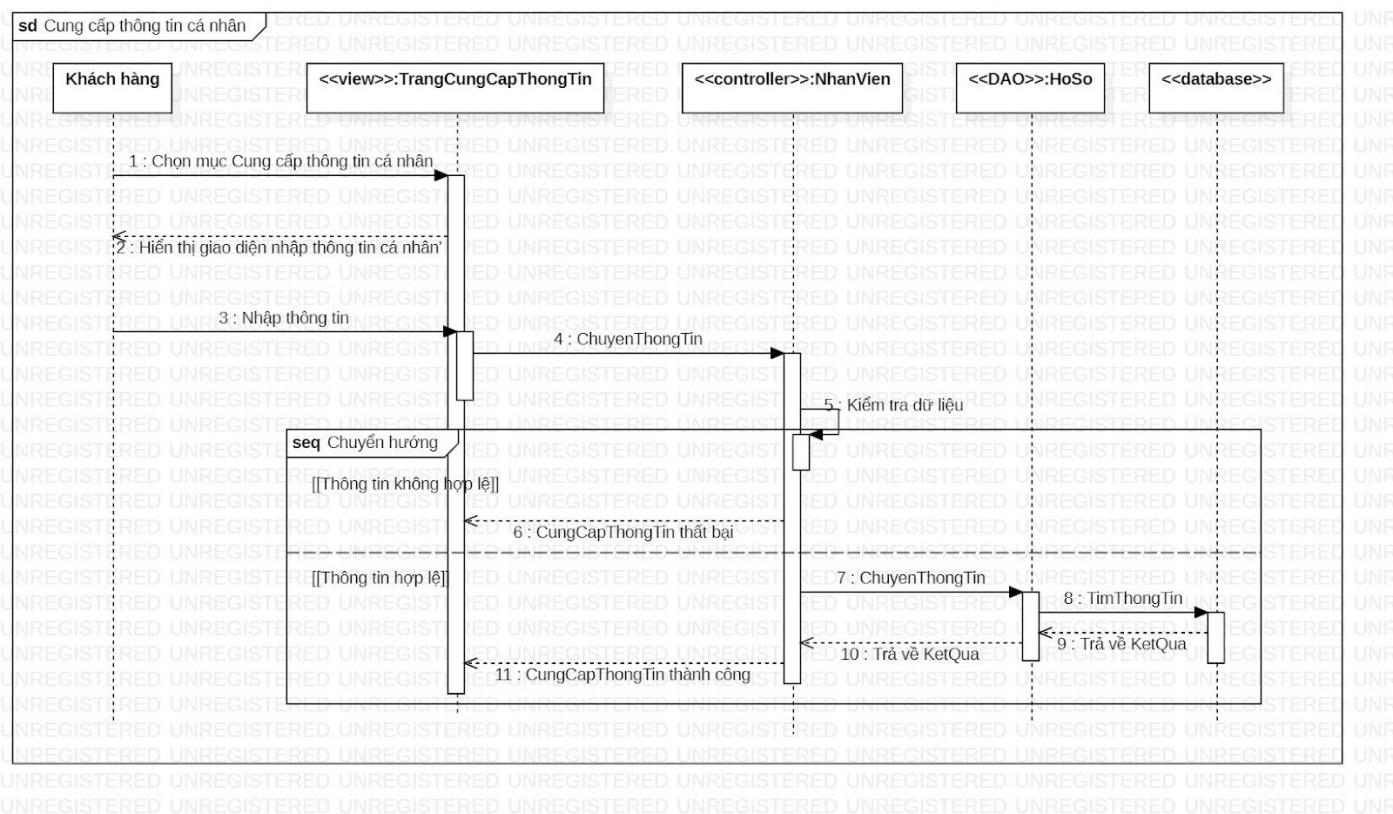 sd Cung cấp thông tin cá nhân
Khách hàng
<<view>>:TrangCungCapThongTin
<<controller>>:NhanVien
<<DAO>>:HoSo
<<database>>
1 : Chọn mục Cung cấp thông tin cá nhân
2 : Hiển thị giao diện nhập thông tin cá nhân'
3 : Nhập thông tin
4 : ChuyenThongTin
5 : Kiểm tra dữ liệu
seq Chuyển hướng
[[Thông tin không hợp lệ]]
6 : CungCapThongTin thất bại
[[Thông tin hợp lệ]]
7 : ChuyenThongTin
8 : TimThongTin
9 : Trả về KetQua
10 : Trả về KetQua
11 : CungCapThongTin thành công
UNREGISTERED